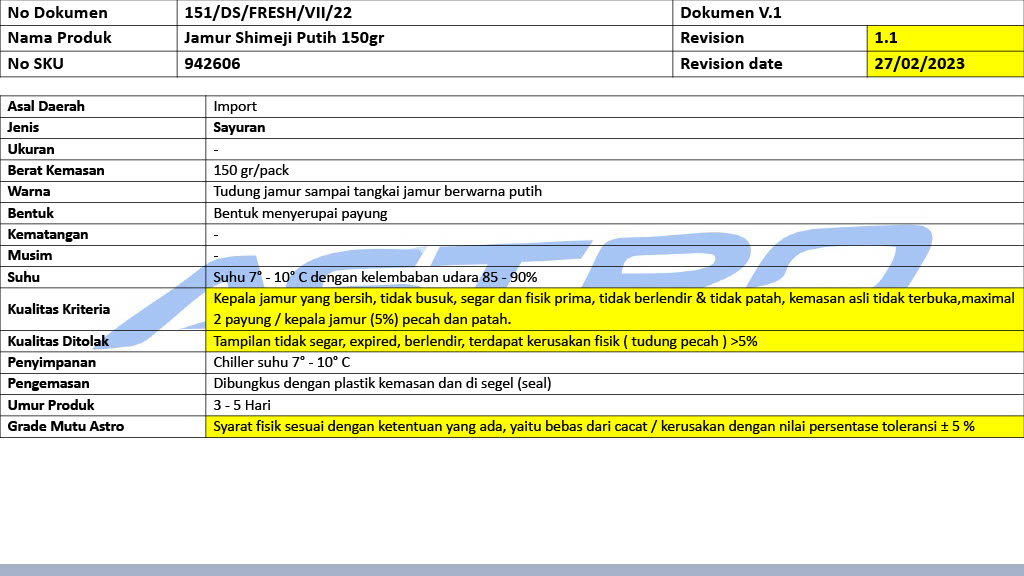 No Dokumen 151/DS/FRESH/VII/22 Dokumen V.1
Nama Produk Jamur Shimeji Putih 150gr Revision 1.1
No SKU 942606 Revision date 27/02/2023
Asal Daerah Import
Jenis Sayuran
Ukuran -
Berat Kemasan 150 gr/pack
Warna Tudung jamur sampai tangkai jamur berwarna putih
Bentuk Bentuk menyerupai payung
Kematangan -
Musim -
Suhu Suhu 7° - 10° C dengan kelembaban udara 85 - 90%
Kualitas Kriteria Kepala jamur yang bersih, tidak busuk, segar dan fisik prima, tidak berlendir & tidak patah, kemasan asli tidak terbuka,maximal
2 payung / kepala jamur (5%) pecah dan patah.
Kualitas Ditolak Tampilan tidak segar, expired, berlendir, terdapat kerusakan fisik ( tudung pecah ) >5%
Penyimpanan Chiller suhu 7° - 10° C
Pengemasan Dibungkus dengan plastik kemasan dan di segel (seal)
Umur Produk 3 - 5 Hari
Grade Mutu Astro Syarat fisik sesuai dengan ketentuan yang ada, yaitu bebas dari cacat / kerusakan dengan nilai persentase toleransi ± 5 %
ASTRO